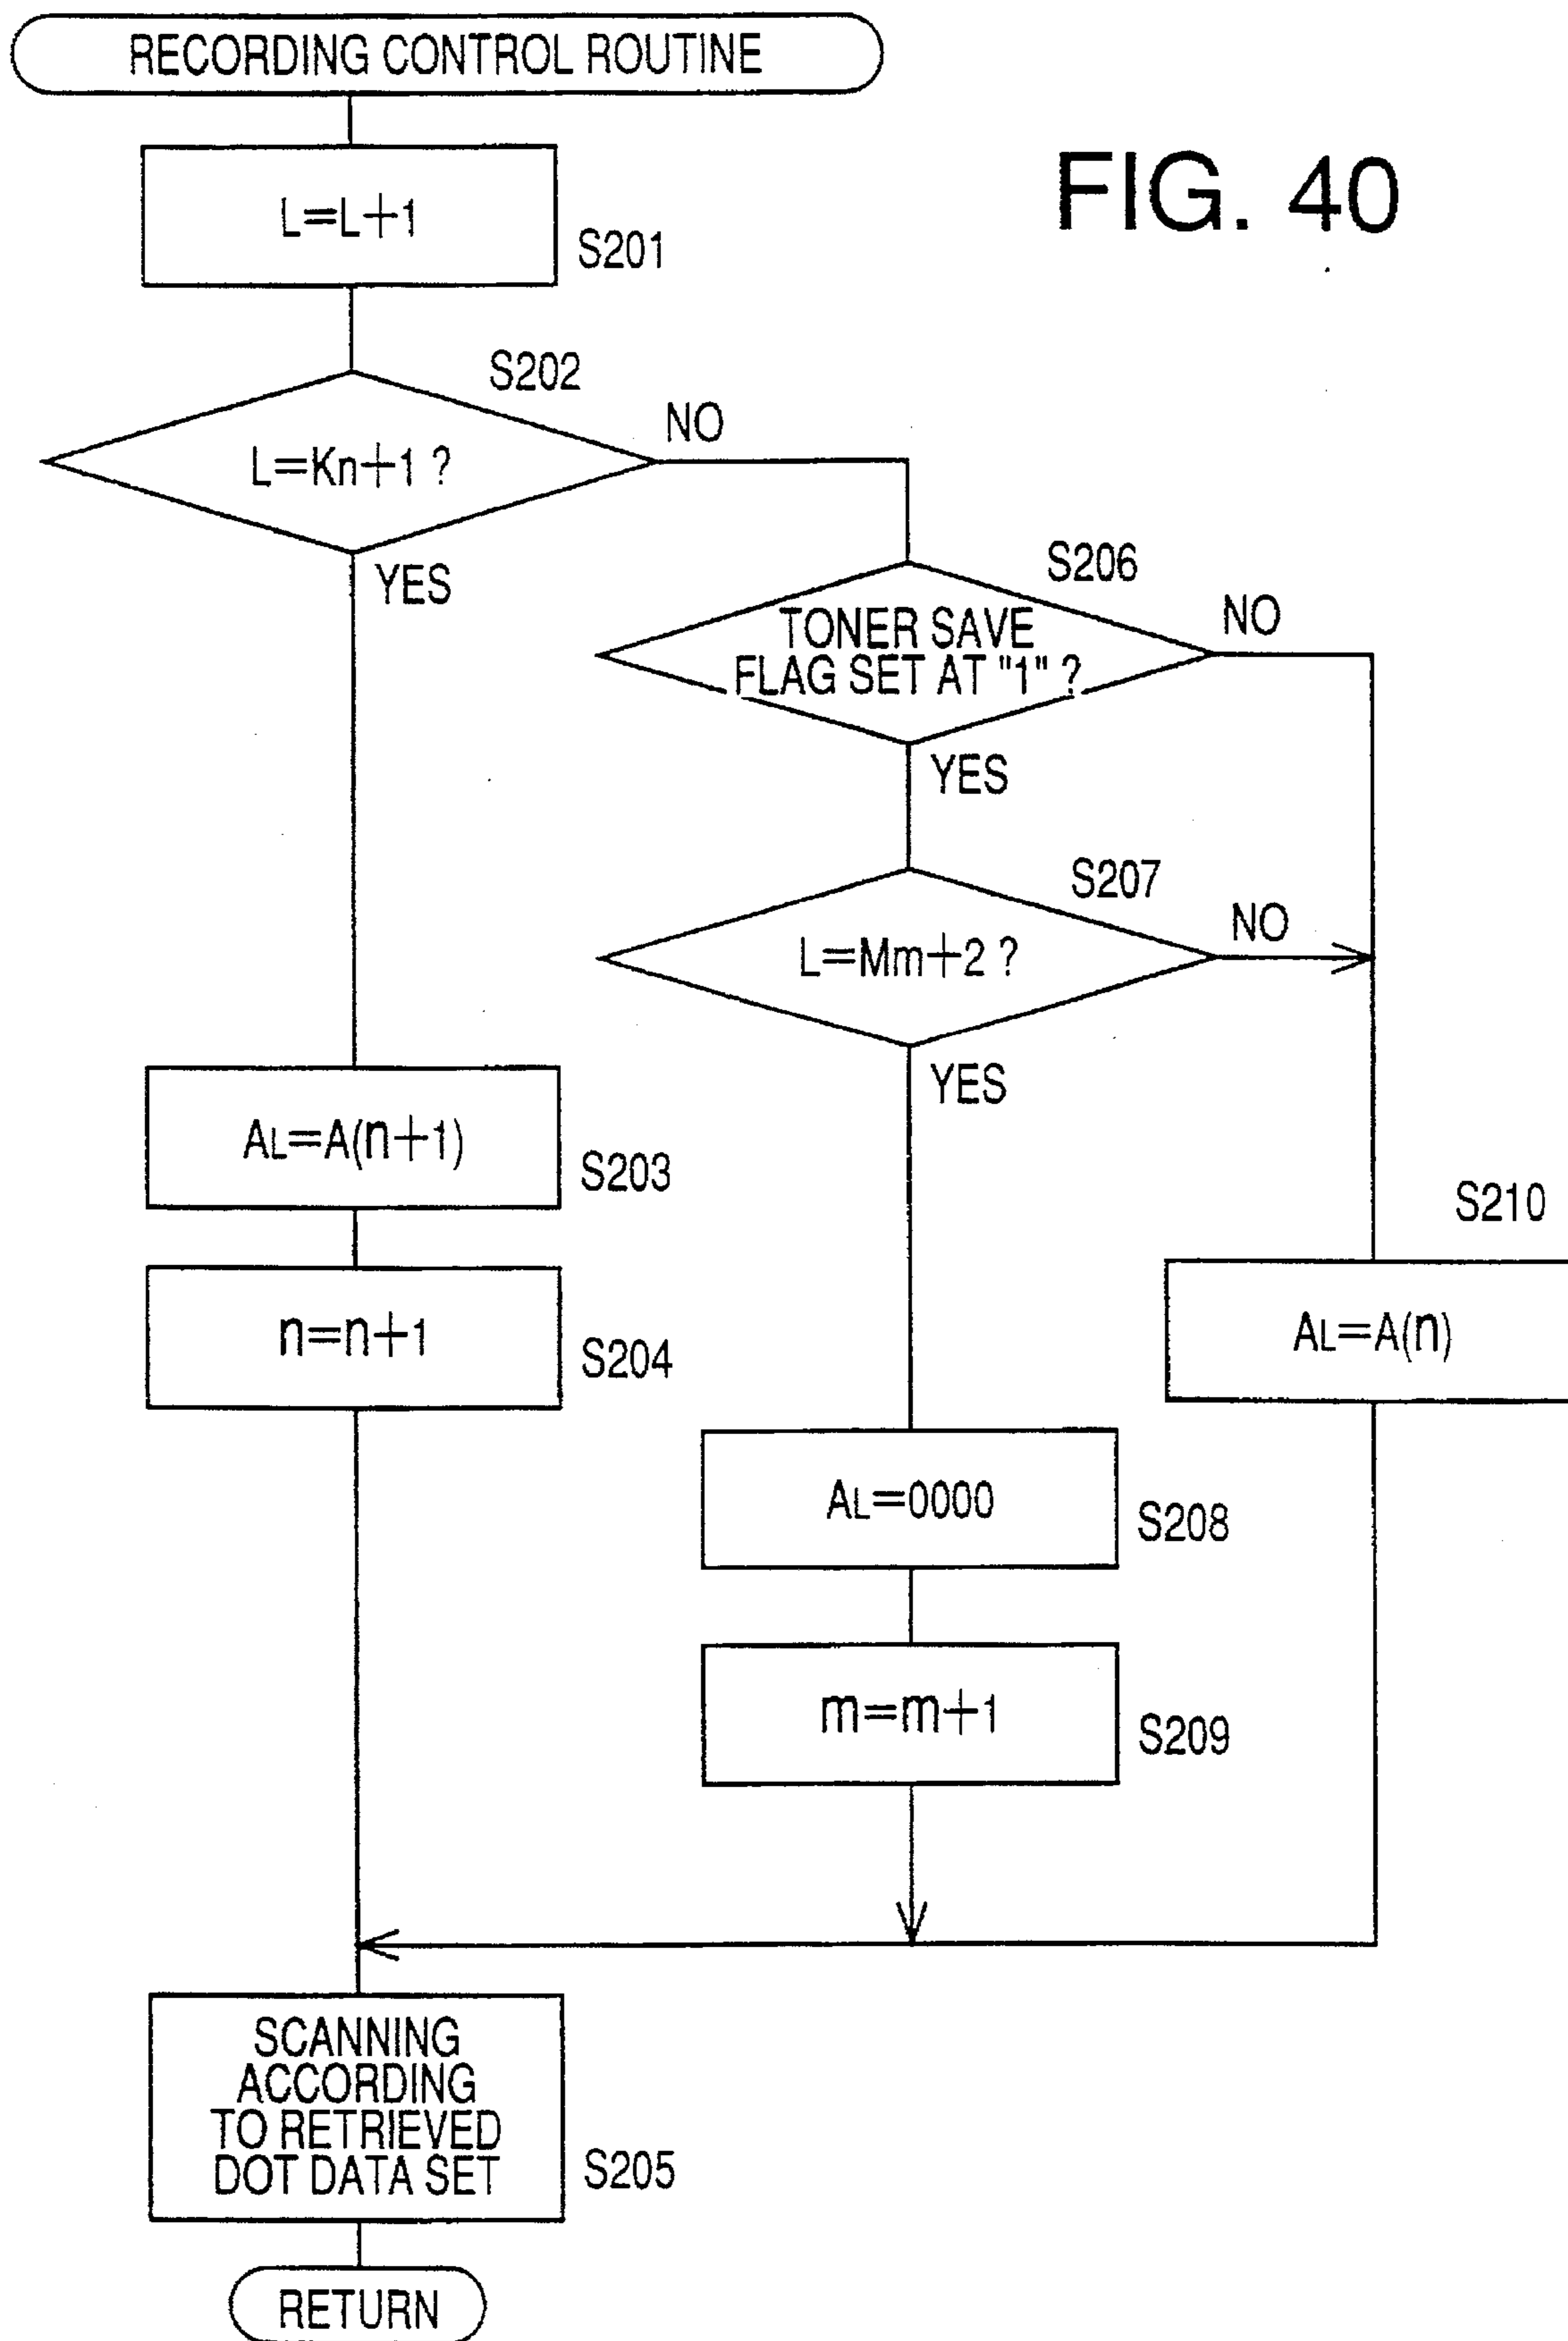 RECORDING CONTROL ROUTINE
FIG. 40
L=L+1
S201
S202
L=Kn+1 ?
NO
YES
S206
TONER SAVE
FLAG SET AT "1" ?
NO
YES
S207
L=Mm+2 ?
NO
YES
AL=A(n+1)
S203
n=n+1
S204
S210
AL=A(n)
AL=0000
S208
m=m+1
S209
SCANNING
ACCORDING
TO RETRIEVED
DOT DATA SET
S205
RETURN